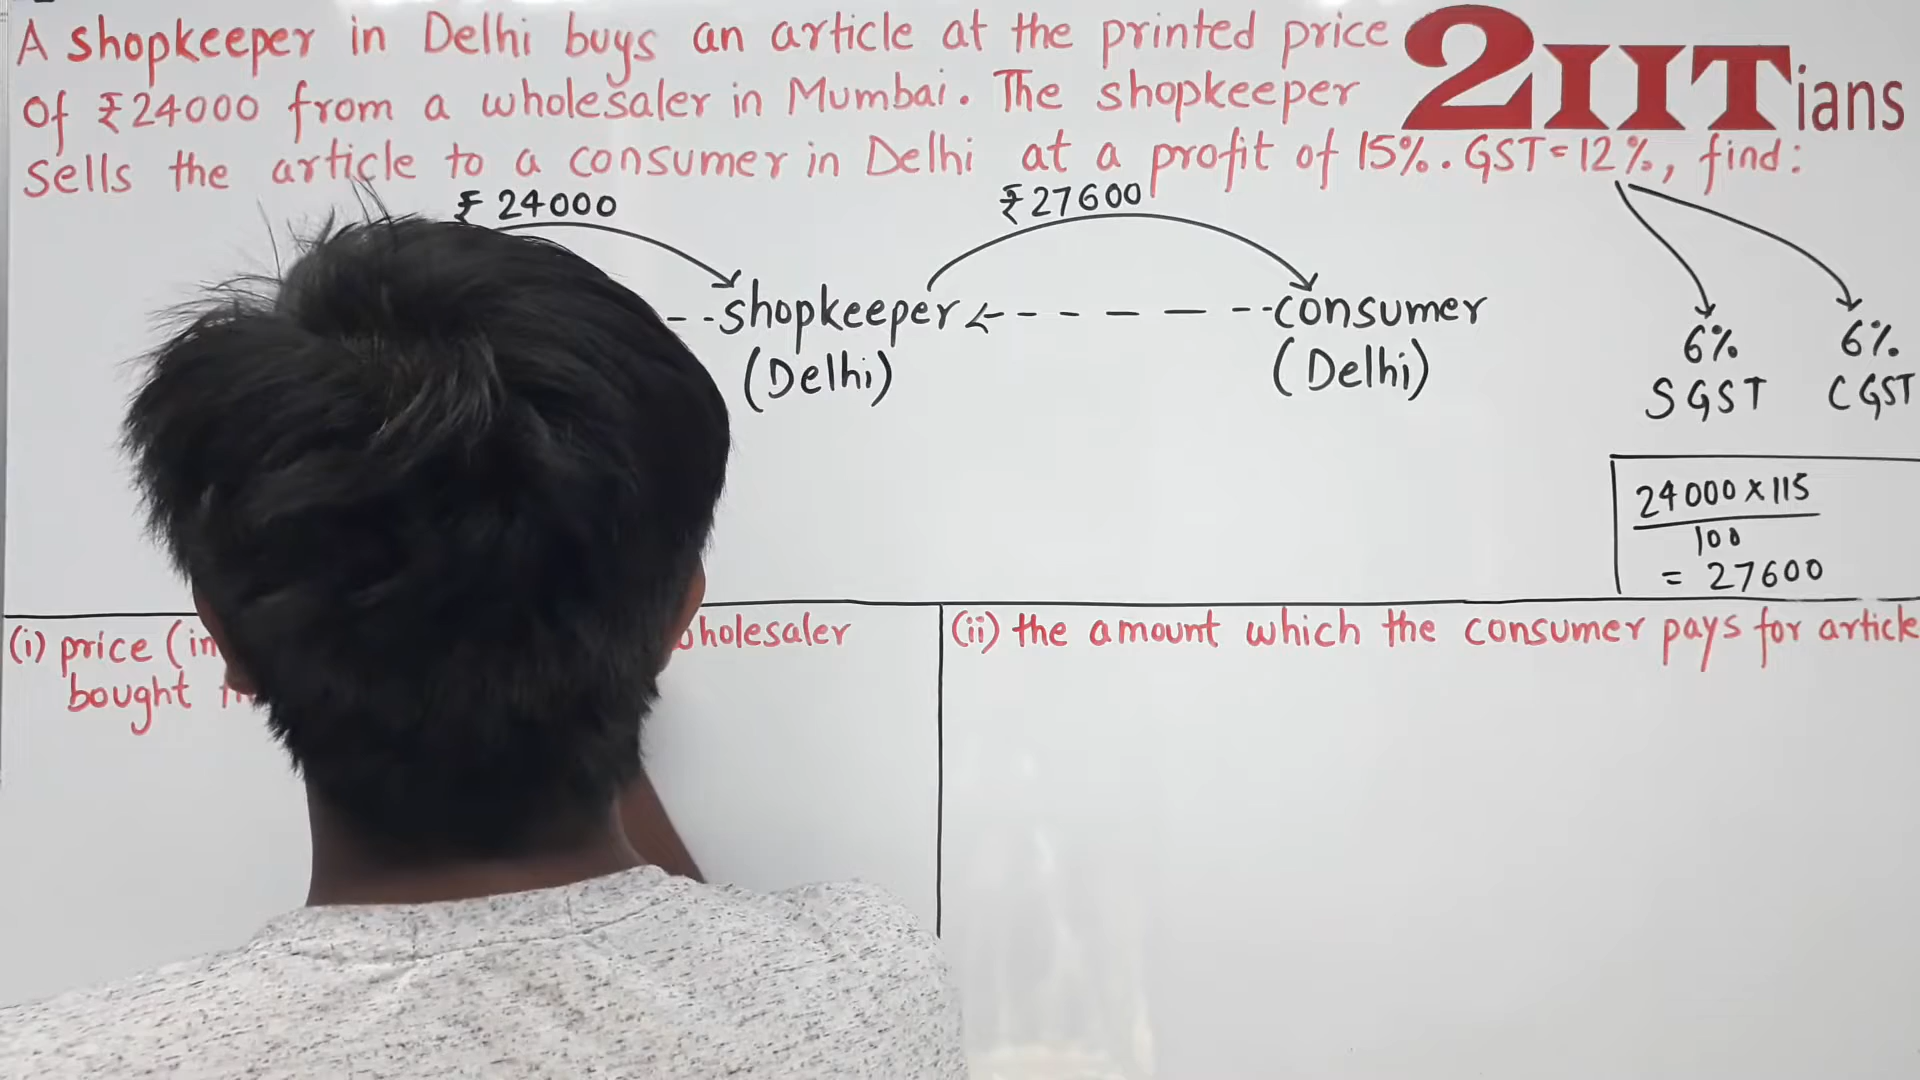 A shopkeeper in Delhi buys an article at the printed price
of ₹24000 from a wholesaler in Mumbai. The shopkeeper
sells the article to a consumer in Delhi at a profit of 15%. GST=12%, find:
2IITians
₹ 24000
₹27600
shopkeeper
consumer
(Delhi)
(Delhi)
6%
6%
SGST
CGST
24000×115
100
= 27600
(i) price (
bought
(ii) the amount which the consumer pays for article